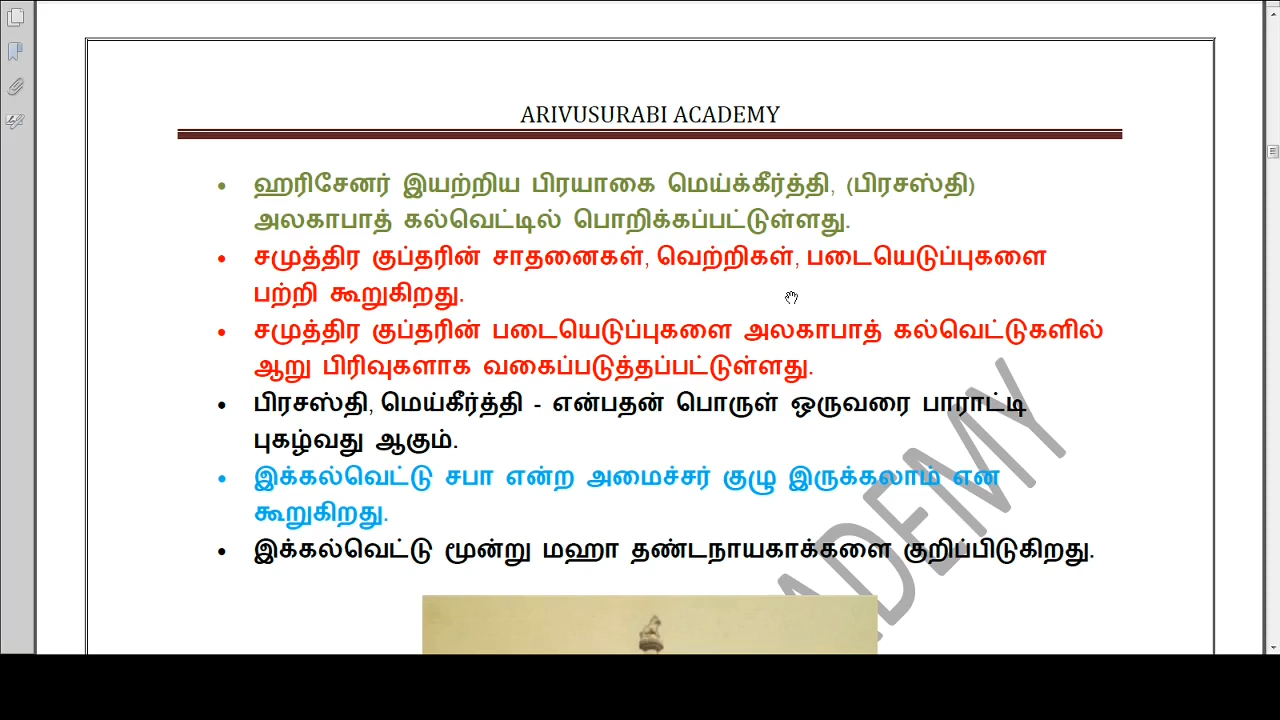 ARIVUSURABI ACADEMY
• ஹரிசேனர் இயற்றிய பிரயாகை மெய்க்கீர்த்தி, (பிரசஸ்தி)
அலகாபாத் கல்வெட்டில் பொறிக்கப்பட்டுள்ளது.
• சமுத்திர குப்தரின் சாதனைகள், வெற்றிகள், படையெடுப்புகளை
பற்றி கூறுகிறது.
• சமுத்திர குப்தரின் படையெடுப்புகளை அலகாபாத் கல்வெட்டுகளில்
ஆறு பிரிவுகளாக வகைப்படுத்தப்பட்டுள்ளது.
• பிரசஸ்தி, மெய்கீர்த்தி - என்பதன் பொருள் ஒருவரை பாராட்டி
புகழ்வது ஆகும்.
• இக்கல்வெட்டு சபா என்ற அமைச்சர் குழு இருக்கலாம் என
கூறுகிறது.
• இக்கல்வெட்டு மூன்று மஹா தண்டநாயகாக்களை குறிப்பிடுகிறது.
ADEMY